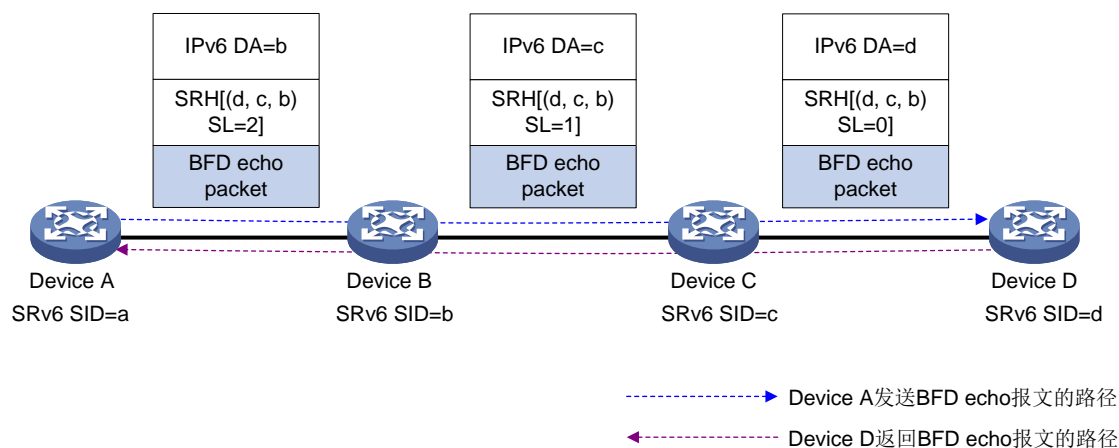 IPv6 DA=b
SRH[(d, c, b)
SL=2]
BFD echo
packet
IPv6 DA=c
SRH[(d, c, b)
SL=1]
BFD echo
packet
IPv6 DA=d
SRH[(d, c, b)
SL=0]
BFD echo
packet
Device A
SRv6 SID=a
Device B
SRv6 SID=b
Device C
SRv6 SID=c
Device D
SRv6 SID=d
Device A发送BFD echo报文的路径
Device D返回BFD echo报文的路径